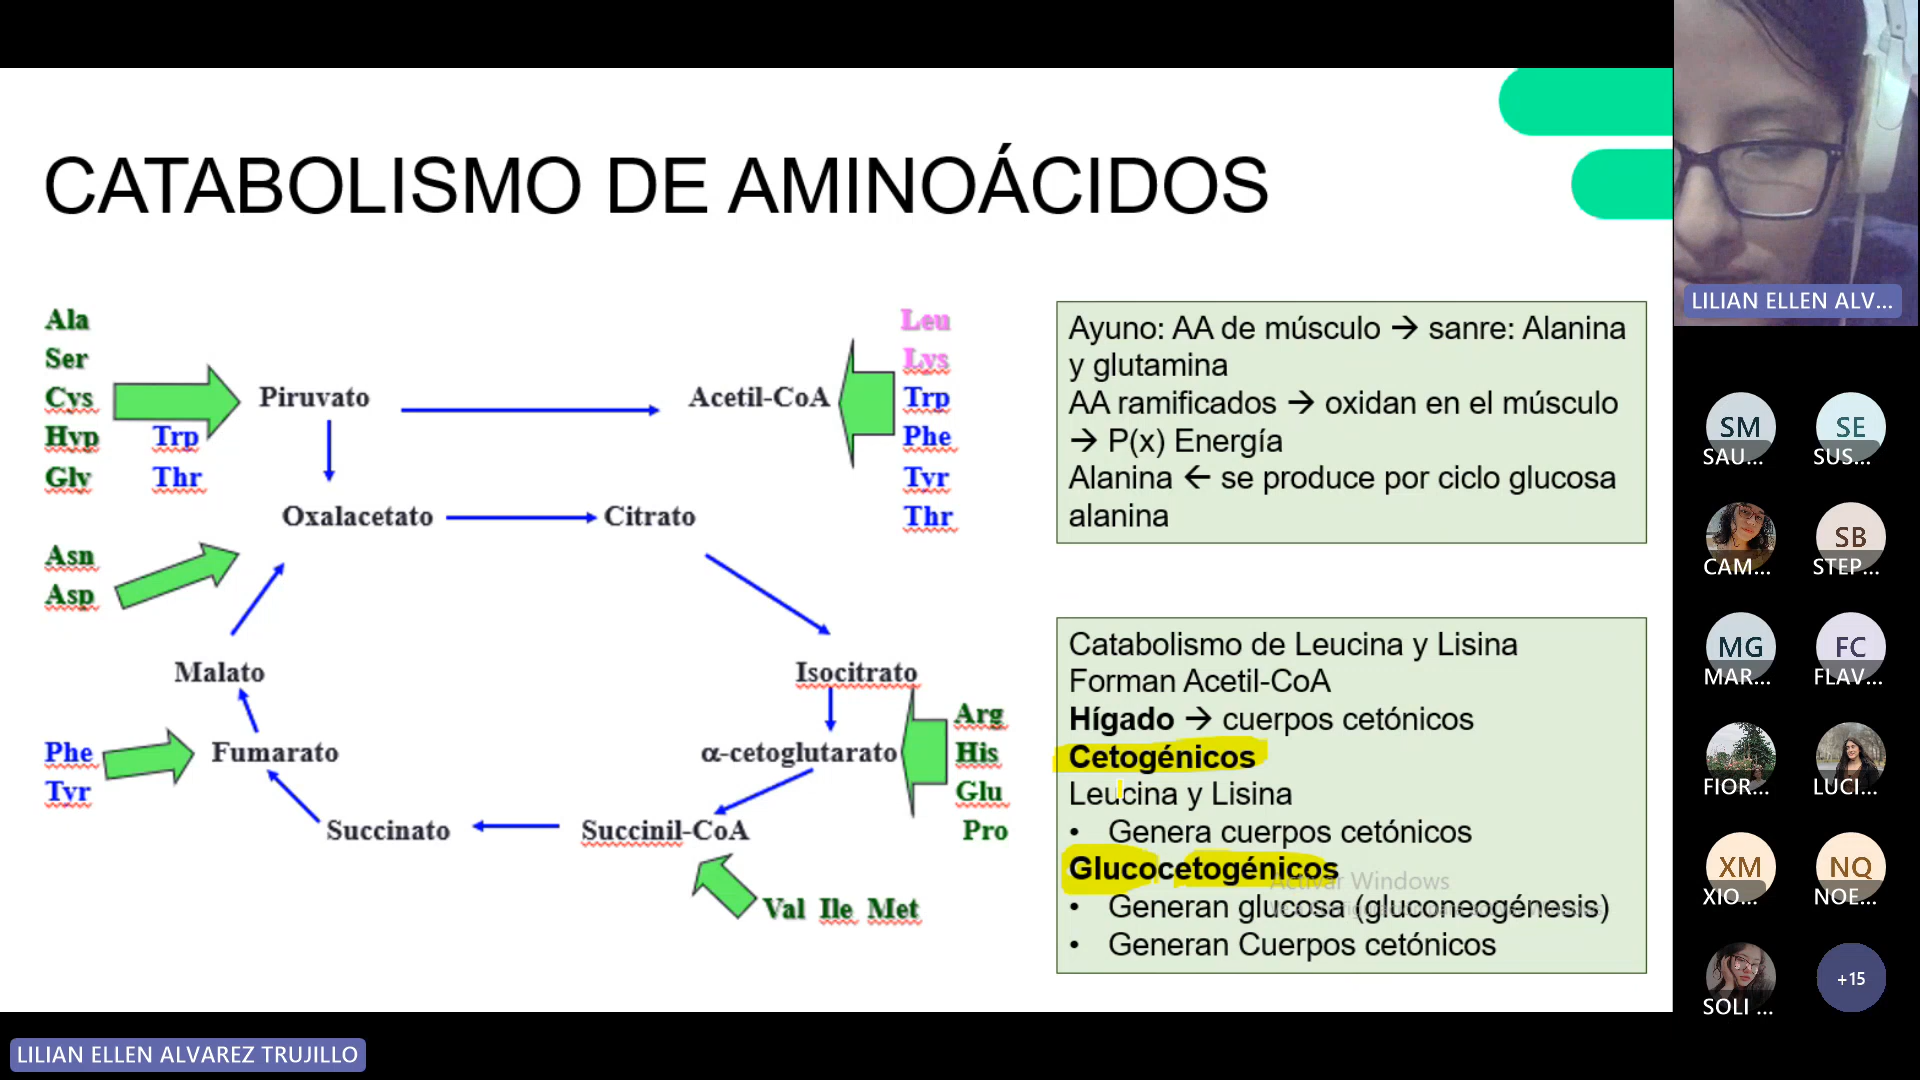 CATABOLISMO DE AMINOÁCIDOS
Ala
Ser
Cys
Hyp
Gly
Trp
Thr
Piruvato
Acetil-CoA
Leu
Lys
Trp
Phe
Tyr
Thr
Oxalacetato
Citrato
Asn
Asp
Malato
Isocitrato
Phe
Tyr
Fumarato
α-cetoglutarato
Arg
His
Glu
Pro
Succinato
Succinil-CoA
Val Ile Met
Ayuno: AA de músculo → sanre: Alanina
y glutamina
AA ramificados → oxidan en el músculo
→ P(x) Energía
Alanina ← se produce por ciclo glucosa
alanina
Catabolismo de Leucina y Lisina
Forman Acetil-CoA
Hígado → cuerpos cetónicos
Cetogénicos
Leucina y Lisina
• Genera cuerpos cetónicos
Glucocetogénicos
• Generan glucosa (gluconeogénesis)
• Generan Cuerpos cetónicos
Activar Windows
LILIAN ELLEN ALV...
SM
SAU...
SE
SUS...
CAM...
SB
STEP...
MG
MAR...
FC
FLAV...
FIOR...
LUCI...
XM
XIO...
NQ
NOE...
SOLI ...
+15
LILIAN ELLEN ALVAREZ TRUJILLO